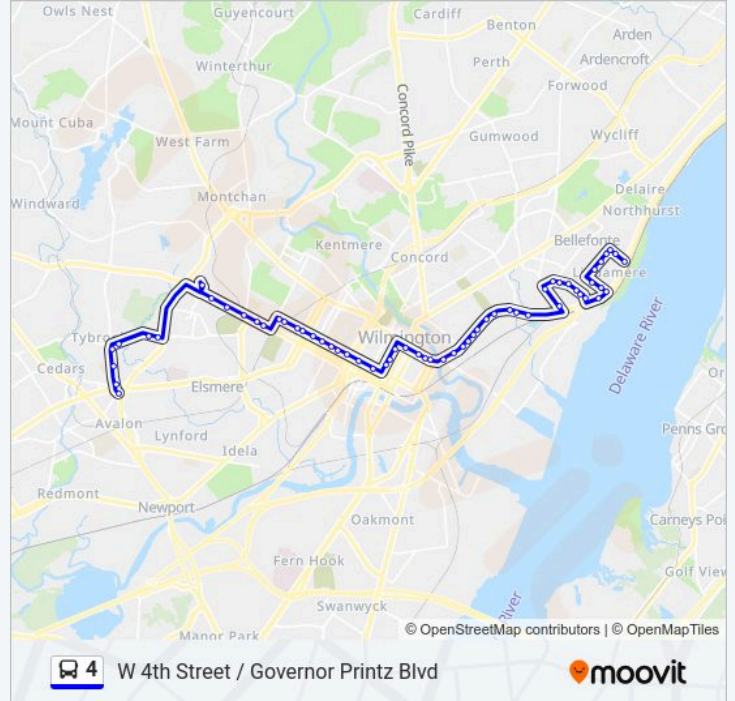 Owls Nest
Guyencourt
Cardiff
Benton
Arden
Winterthur
Perth
Ardencroft
Forwood
Concord Pike
Mount Cuba
West Farm
Gumwood
Wycliff
Windward
Montchan
Delaire
Northhurst
Kentmere
Bellefonte
Concord
Wilmington
Delaware River
Cedars
Elsmere
Avalon
Lynford
Idela
Penns Gro
Redmont
Newport
Oakmont
Carneys Poi
Fern Hook
Golf View
Swanwyck
River
Manor Park
© OpenStreetMap contributors | © OpenMapTiles
4 W 4th Street / Governor Printz Blvd
moovit